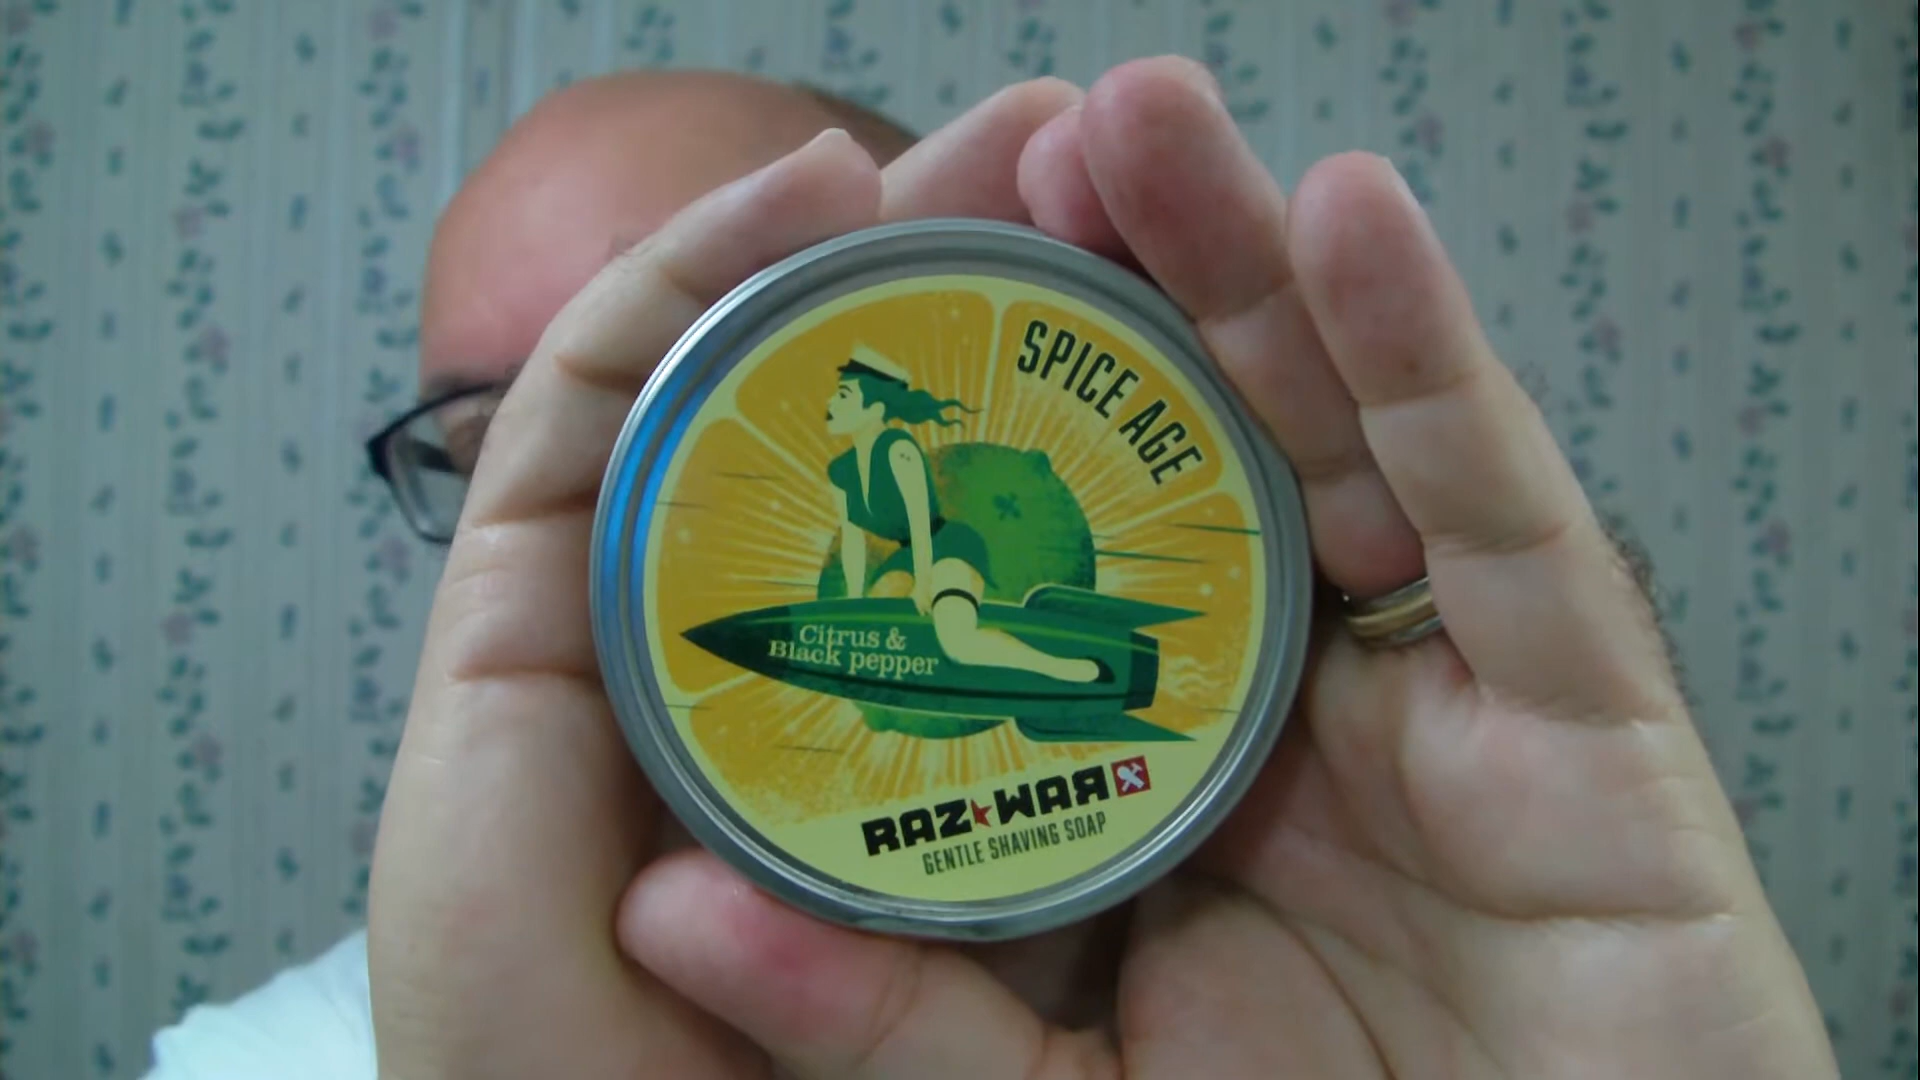 SPICE AGE
Citrus &
Black pepper
RAZ★WAR
GENTLE SHAVING SOAP